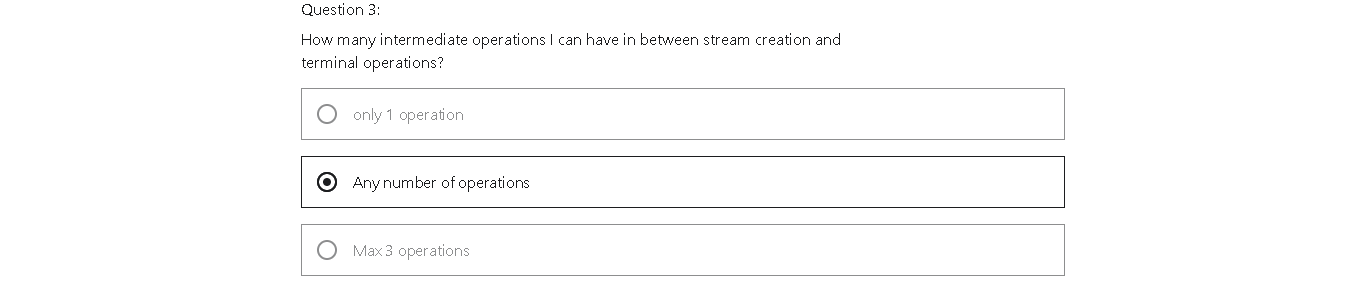 Question 3:
How many intermediate operations I can have in between stream creation and
terminal operations?
only 1 operation
Any number of operations
Max 3 operations